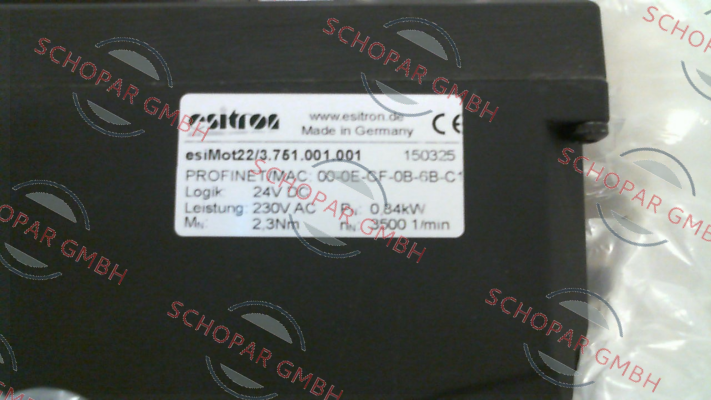 esitron
www.esitron.de
Made in Germany
CE
esiMot22/3.751.001.001 150325
PROFINET/MAC: 00-0E-CF-0B-6B-C1
Logik: 24V DC
Leistung: 230V AC PN: 0,84kW
MN: 2,3Nm nN: 3500 1/min
SCHOPAR GMBH
SCHOPAR GMBH
SCHOPAR GMBH
SCHOPAR GMBH
SCHOPAR GMBH
SCHOPAR GMBH
SCHOPAR GMBH